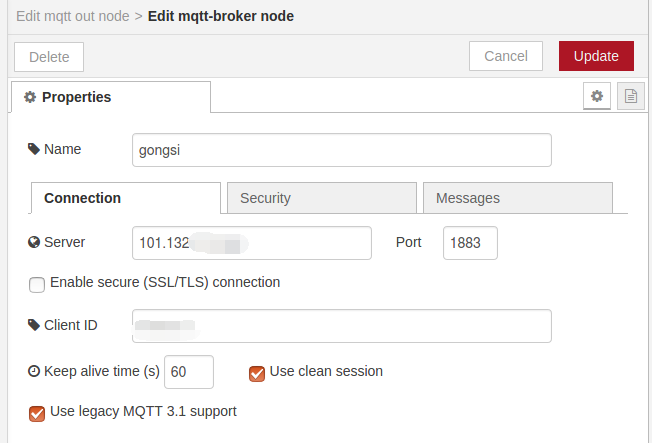 Edit mqtt out node > Edit mqtt-broker node
Delete
Cancel
Update
Properties
Name
gongsi
Connection
Security
Messages
Server
101.132
Port
1883
Enable secure (SSL/TLS) connection
Client ID
Keep alive time (s)
60
Use clean session
Use legacy MQTT 3.1 support